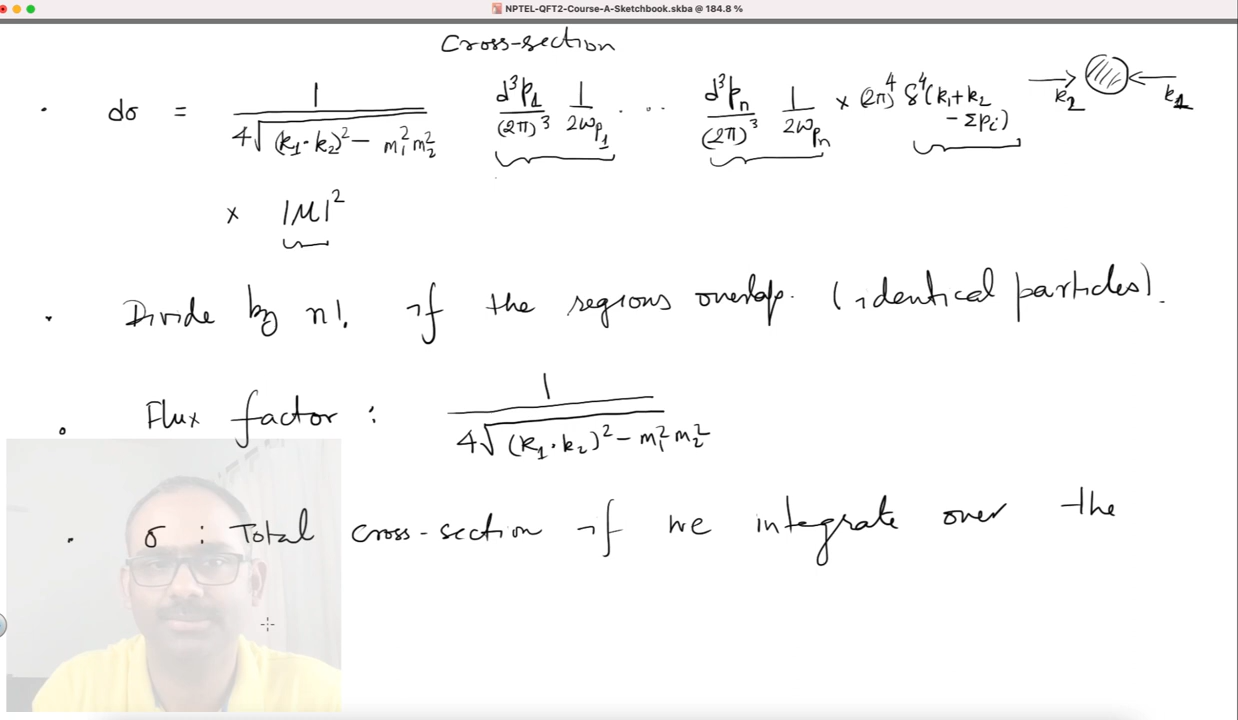 NPTEL-QFT2-Course-A-Sketchbook.skba @ 184.8 %
Cross-section
· dσ = 1/(4√((k₁·k₂)² − m₁²m₂²)) d³p₁/(2π)³ 1/2ω_p₁ ..... d³pₙ/(2π)³ 1/2ω_pₙ × (2π)⁴ δ⁴(k₁+k₂ − Σpᵢ) k₂ k₁
× |M|²
· Divide by n! if the regions overlap. (identical particles).
· Flux factor : 1/(4√((k₁·k₂)² − m₁²m₂²))
· σ : Total cross-section if we integrate over the